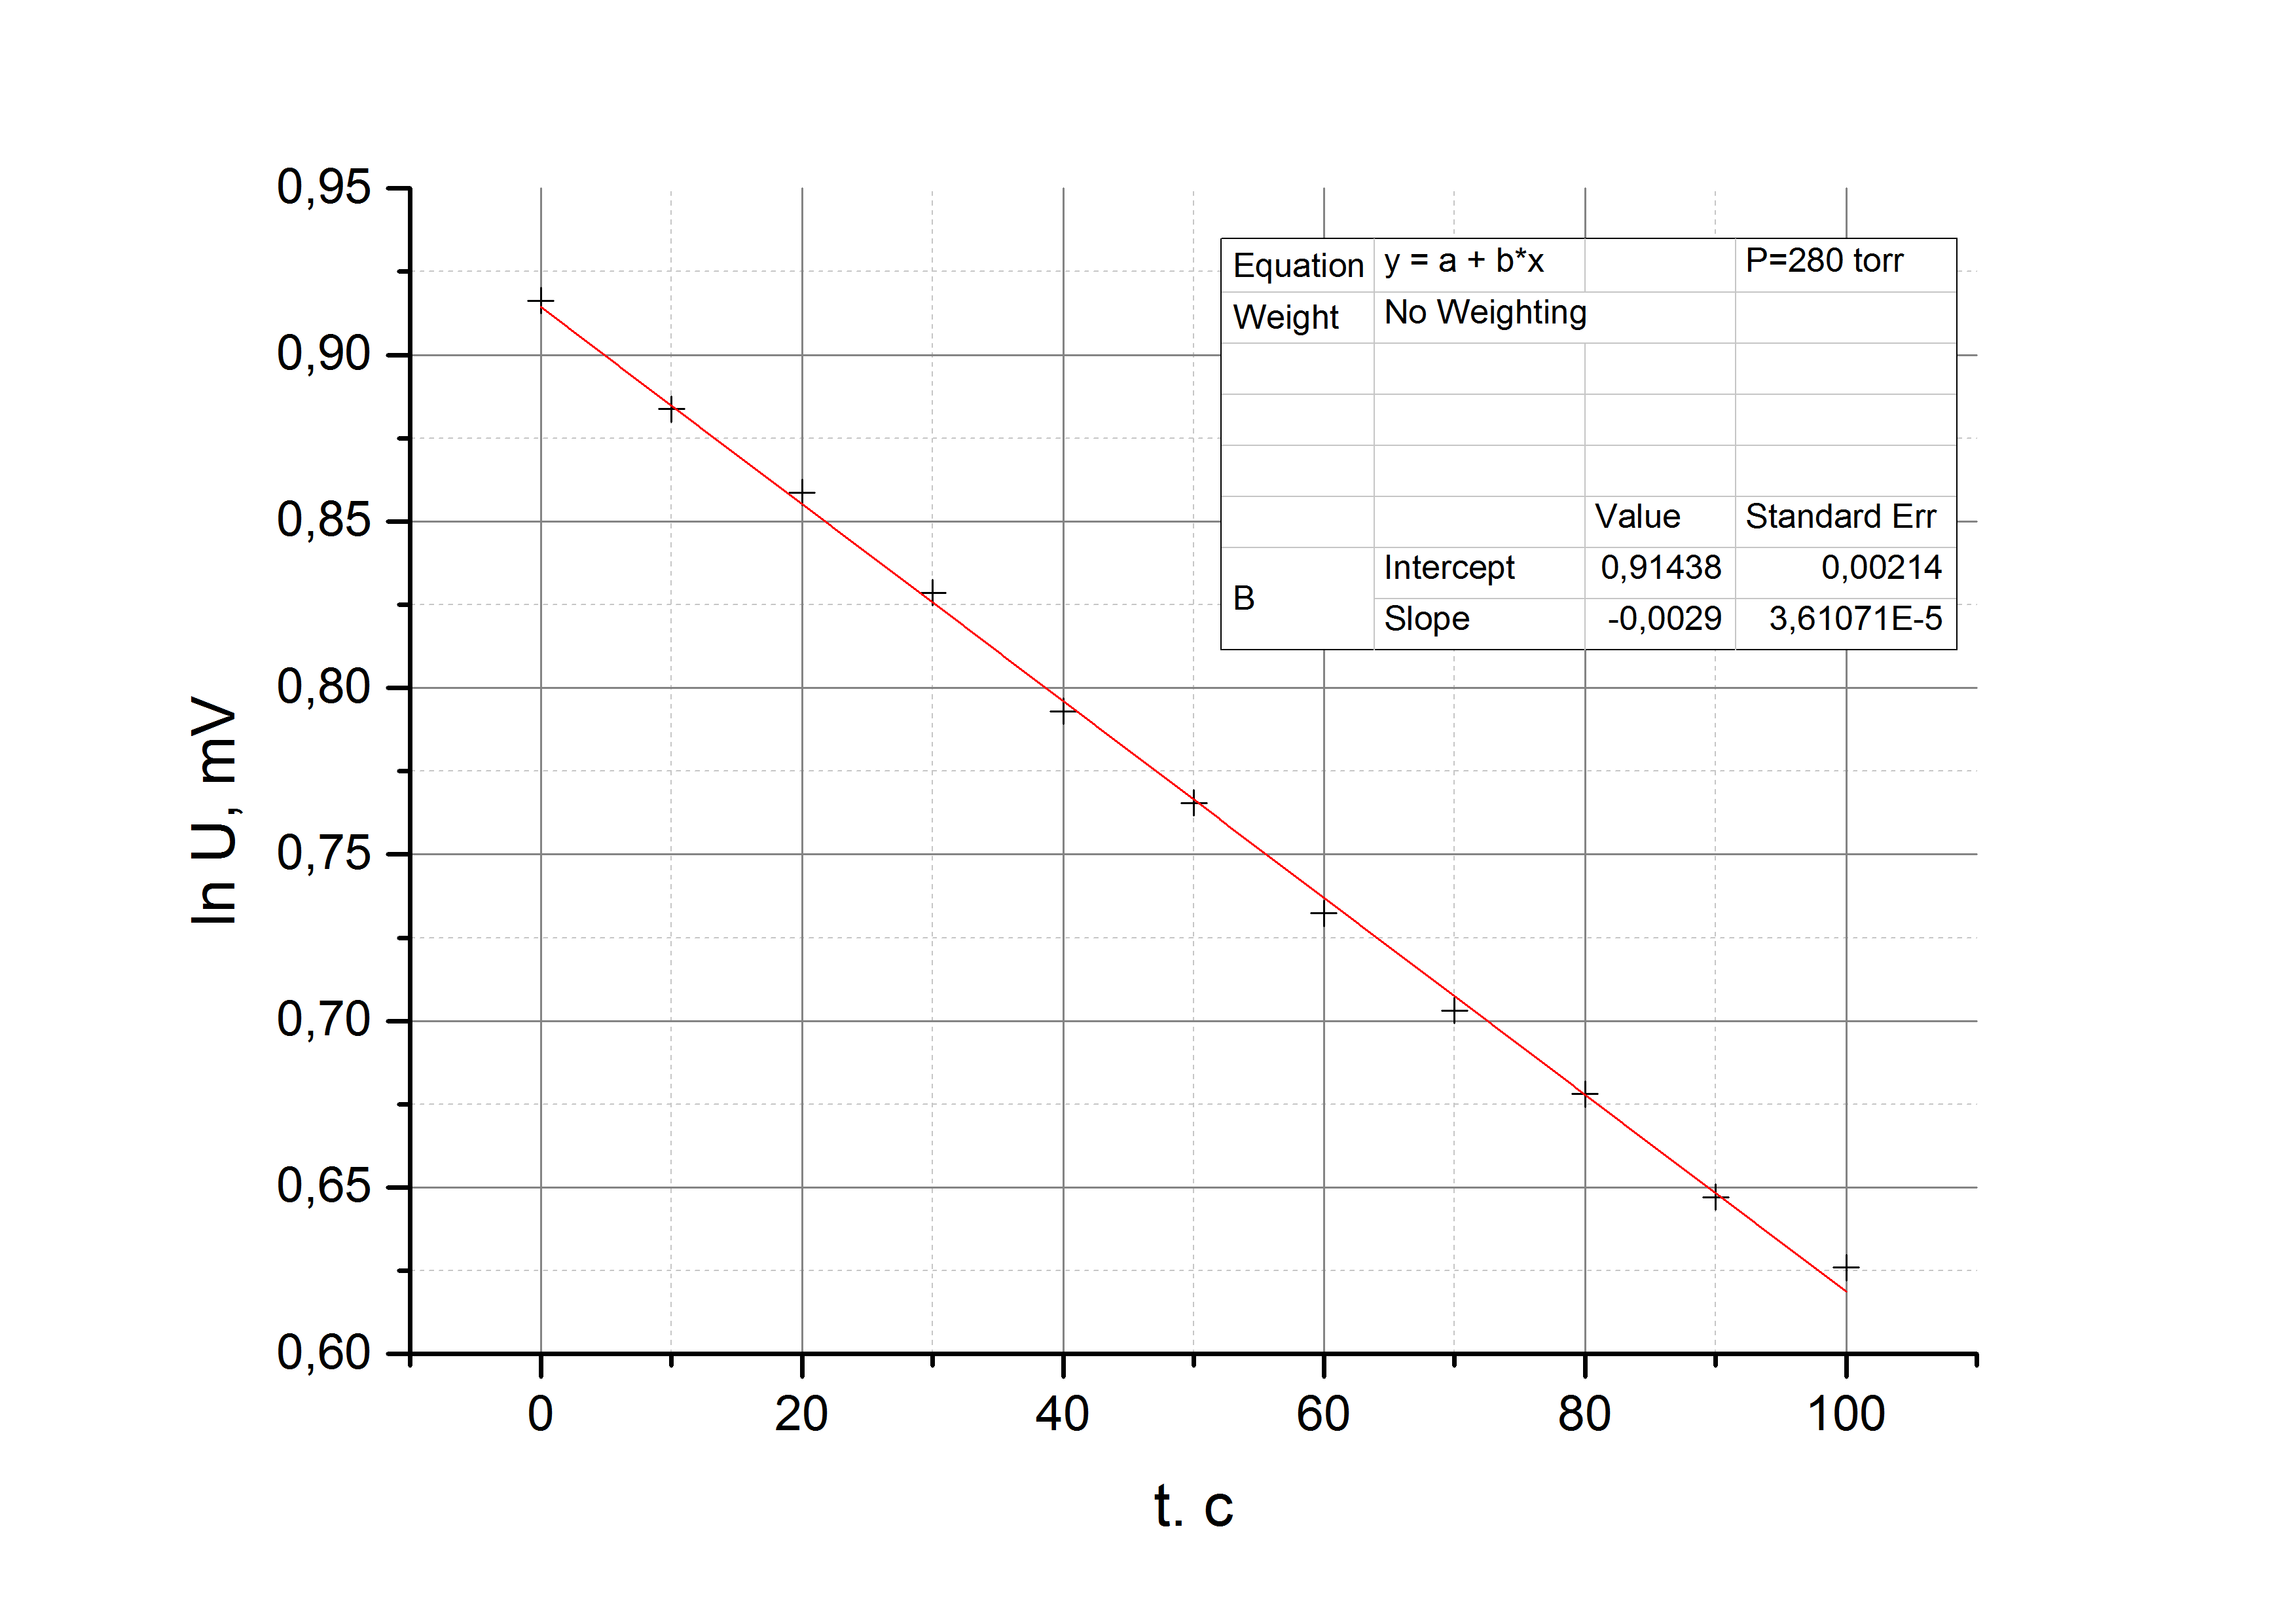 0,95
0,90
0,85
0,80
0,75
0,70
0,65
0,60
ln U, mV
0 20 40 60 80 100
t. c
Equation y = a + b*x P=280 torr
Weight No Weighting
Value Standard Err
B
Intercept 0,91438 0,00214
Slope -0,0029 3,61071E-5